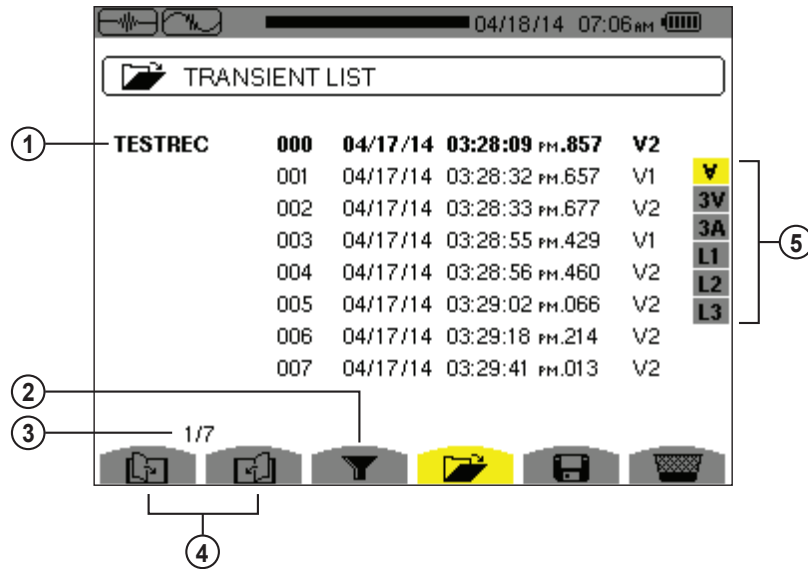 04/18/14 07:06AM
TRANSIENT LIST
1 TESTREC 000 04/17/14 03:28:09 PM.857 V2
001 04/17/14 03:28:32 PM.657 V1
002 04/17/14 03:28:33 PM.677 V2
003 04/17/14 03:28:55 PM.429 V1
004 04/17/14 03:28:56 PM.460 V2
005 04/17/14 03:29:02 PM.066 V2
006 04/17/14 03:29:18 PM.214 V2
007 04/17/14 03:29:41 PM.013 V2
∀
3V
3A
L1
L2
L3
5
2
3 1/7
4